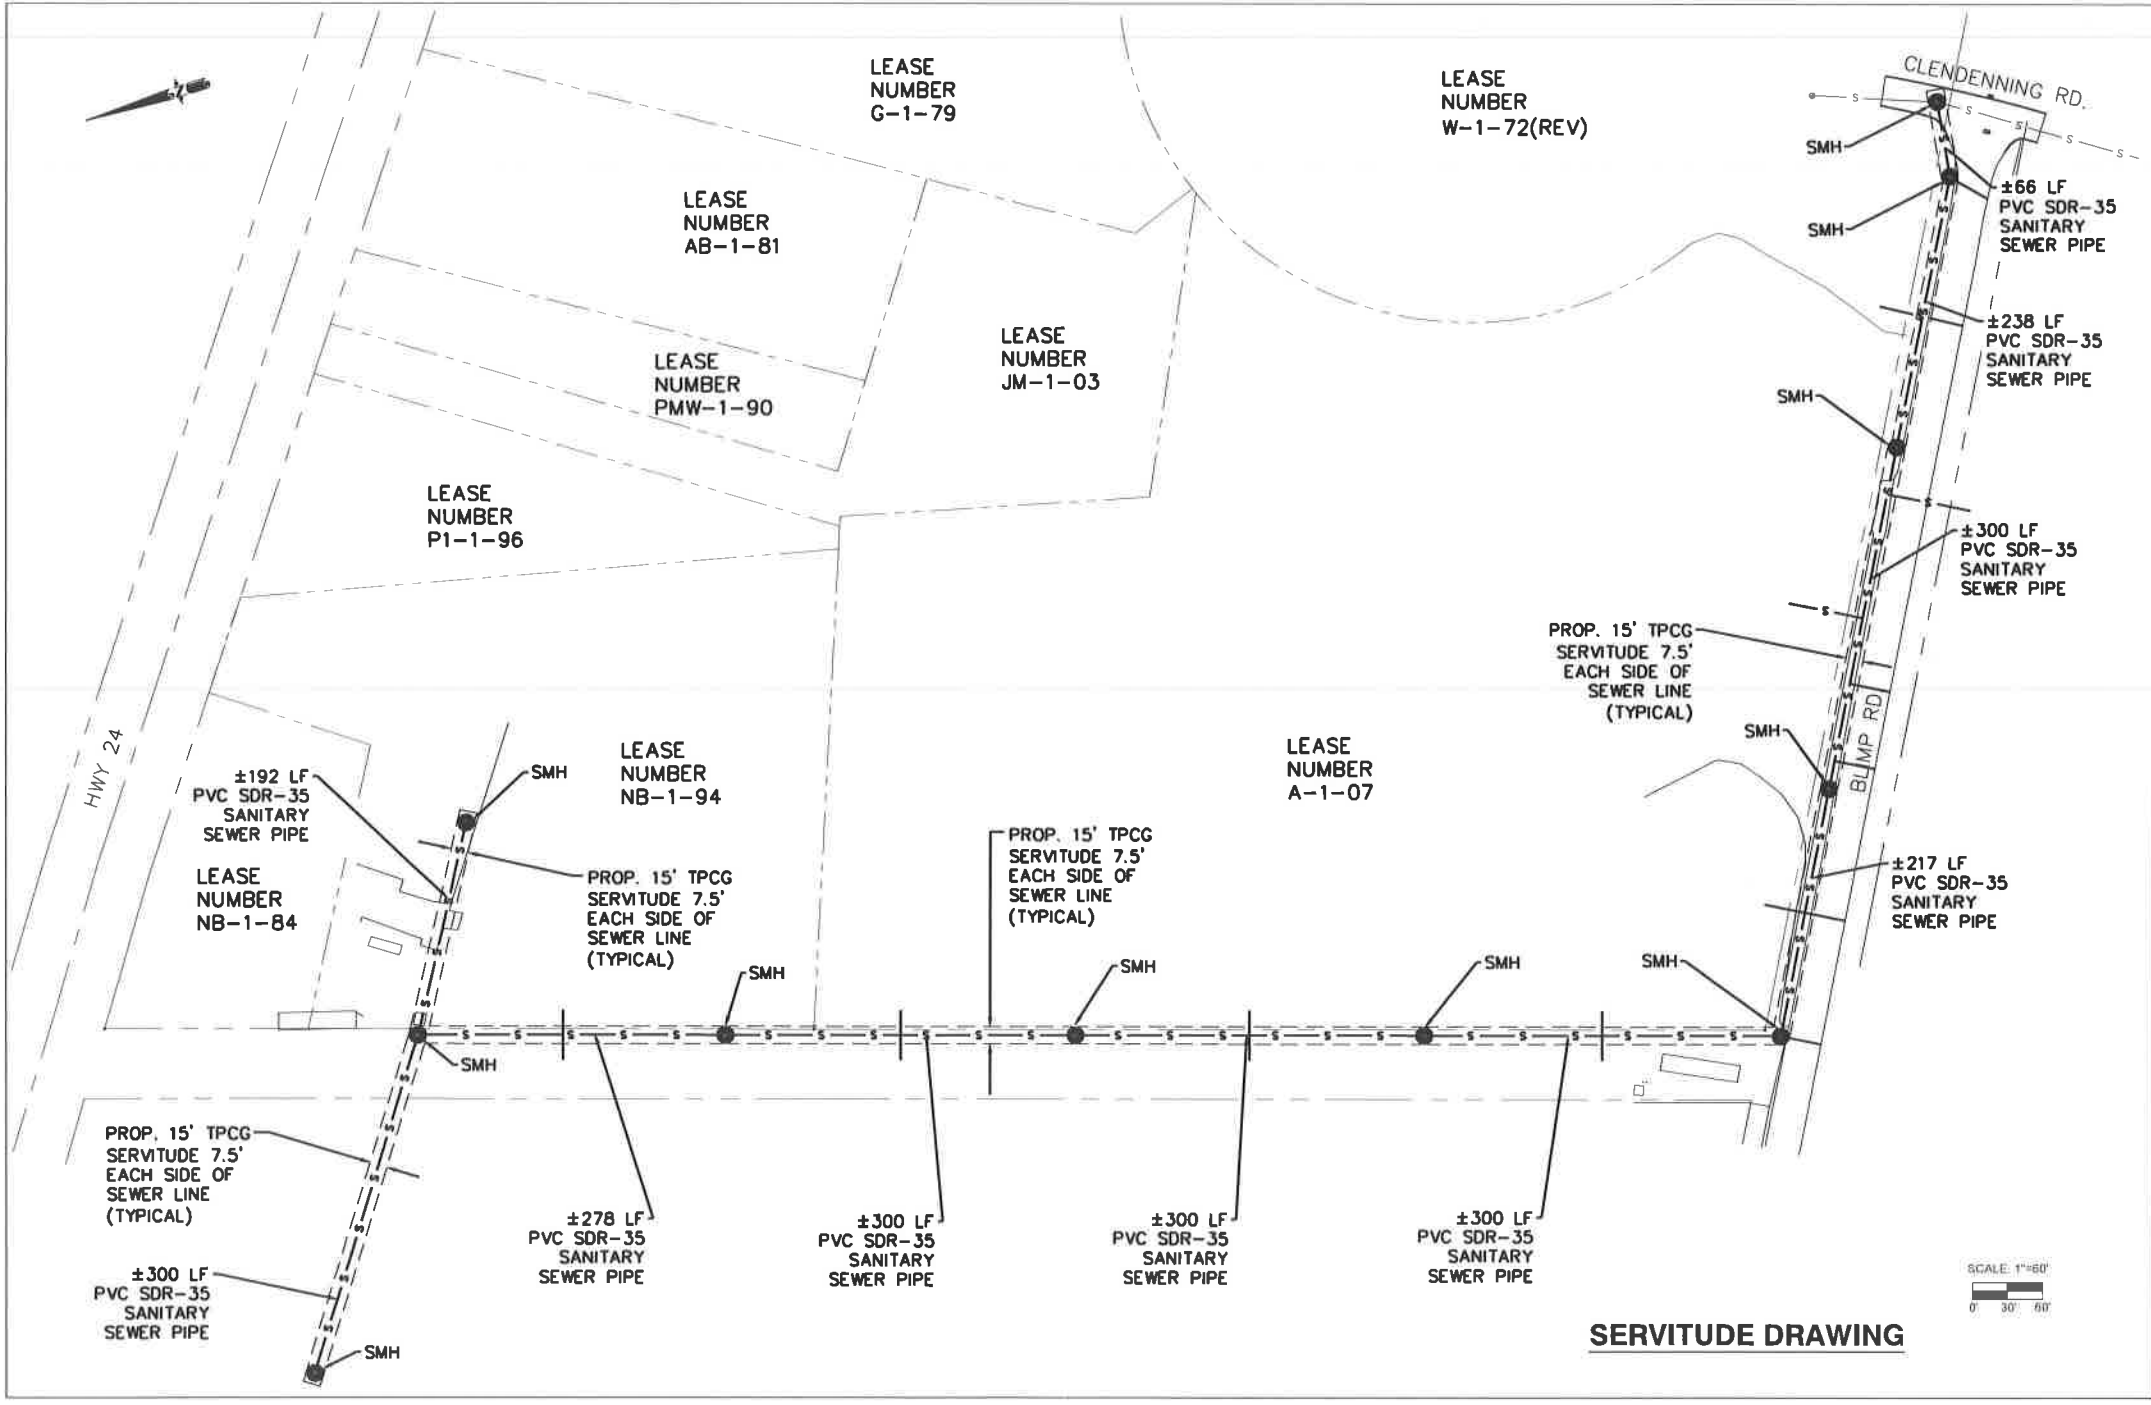 LEASE
NUMBER
G-1-79
LEASE
NUMBER
W-1-72(REV)
CLENDENNING RD.
SMH
SMH
±66 LF
PVC SDR-35
SANITARY
SEWER PIPE
LEASE
NUMBER
AB-1-81
±238 LF
PVC SDR-35
SANITARY
SEWER PIPE
LEASE
NUMBER
JM-1-03
LEASE
NUMBER
PMW-1-90
SMH
LEASE
NUMBER
P1-1-96
±300 LF
PVC SDR-35
SANITARY
SEWER PIPE
PROP. 15' TPCG
SERVITUDE 7.5'
EACH SIDE OF
SEWER LINE
(TYPICAL)
SMH
BLIMP RD
HWY 24
±192 LF
PVC SDR-35
SANITARY
SEWER PIPE
SMH
LEASE
NUMBER
NB-1-94
LEASE
NUMBER
A-1-07
LEASE
NUMBER
NB-1-84
PROP. 15' TPCG
SERVITUDE 7.5'
EACH SIDE OF
SEWER LINE
(TYPICAL)
PROP. 15' TPCG
SERVITUDE 7.5'
EACH SIDE OF
SEWER LINE
(TYPICAL)
±217 LF
PVC SDR-35
SANITARY
SEWER PIPE
SMH
SMH
SMH
SMH
SMH
PROP. 15' TPCG
SERVITUDE 7.5'
EACH SIDE OF
SEWER LINE
(TYPICAL)
±278 LF
PVC SDR-35
SANITARY
SEWER PIPE
±300 LF
PVC SDR-35
SANITARY
SEWER PIPE
±300 LF
PVC SDR-35
SANITARY
SEWER PIPE
±300 LF
PVC SDR-35
SANITARY
SEWER PIPE
±300 LF
PVC SDR-35
SANITARY
SEWER PIPE
SMH
SCALE: 1"=60'
0' 30' 60'
SERVITUDE DRAWING